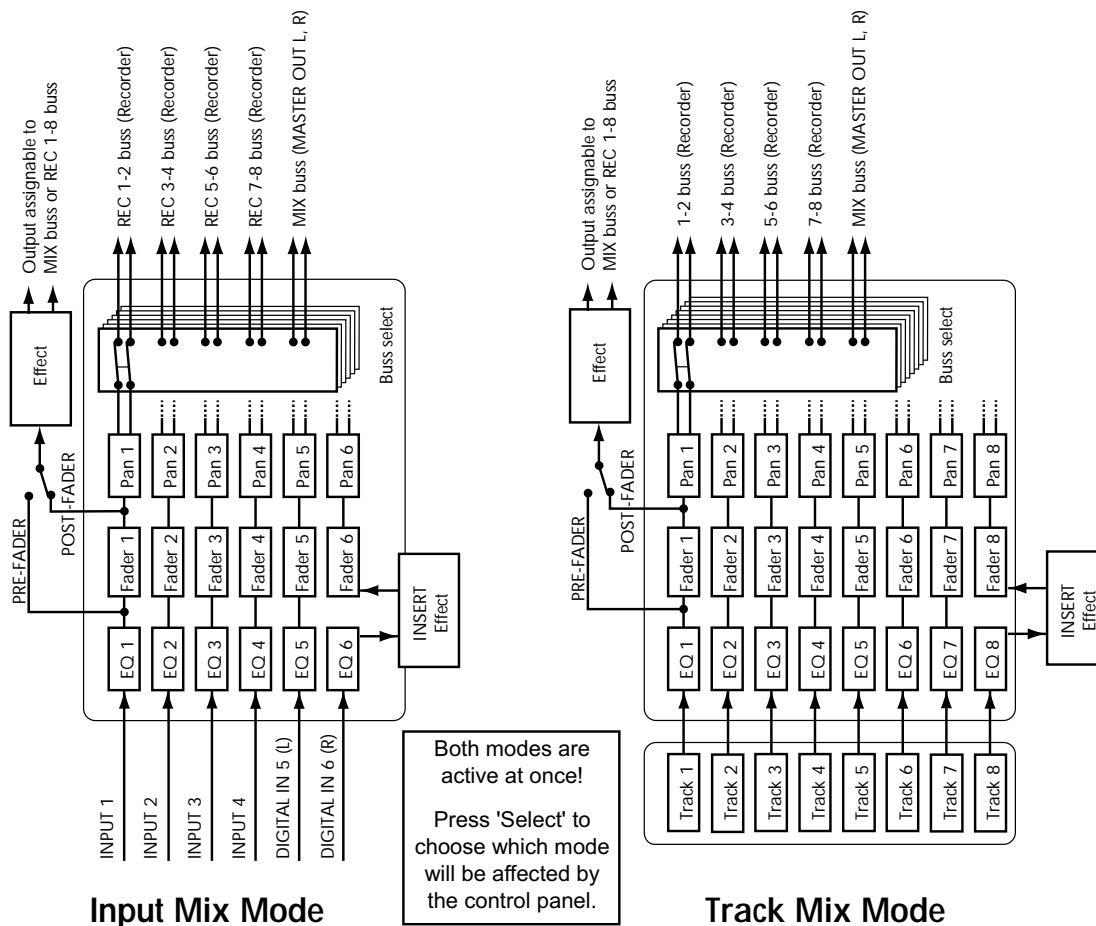 Output assignable to
MIX buss or REC 1-8 buss
REC 1-2 buss (Recorder)
REC 3-4 buss (Recorder)
REC 5-6 buss (Recorder)
REC 7-8 buss (Recorder)
MIX buss (MASTER OUT L, R)
Effect
Buss select
PRE-FADER
POST-FADER
Pan 1
Pan 2
Pan 3
Pan 4
Pan 5
Pan 6
Fader 1
Fader 2
Fader 3
Fader 4
Fader 5
Fader 6
EQ 1
EQ 2
EQ 3
EQ 4
EQ 5
EQ 6
INSERT
Effect
INPUT 1
INPUT 2
INPUT 3
INPUT 4
DIGITAL IN 5 (L)
DIGITAL IN 6 (R)
Input Mix Mode
Both modes are
active at once!
Press 'Select' to
choose which mode
will be affected by
the control panel.
Output assignable to
MIX buss or REC 1-8 buss
1-2 buss (Recorder)
3-4 buss (Recorder)
5-6 buss (Recorder)
7-8 buss (Recorder)
MIX buss (MASTER OUT L, R)
Effect
Buss select
PRE-FADER
POST-FADER
Pan 1
Pan 2
Pan 3
Pan 4
Pan 5
Pan 6
Pan 7
Pan 8
Fader 1
Fader 2
Fader 3
Fader 4
Fader 5
Fader 6
Fader 7
Fader 8
EQ 1
EQ 2
EQ 3
EQ 4
EQ 5
EQ 6
EQ 7
EQ 8
INSERT
Effect
Track 1
Track 2
Track 3
Track 4
Track 5
Track 6
Track 7
Track 8
Track Mix Mode